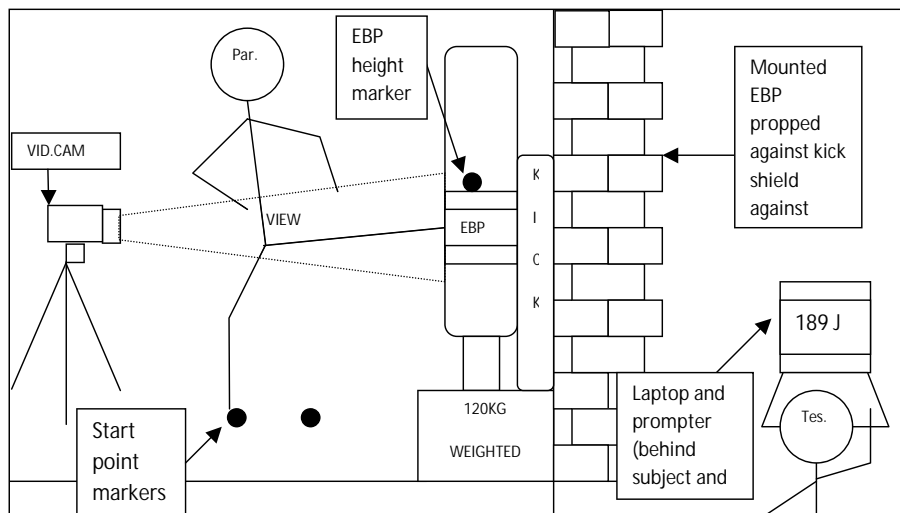 Par.
EBP
height
marker
Mounted
EBP
propped
against kick
shield
against
VID.CAM
VIEW
EBP
K
I
C
K
189 J
Laptop and
prompter
(behind
subject and
Tes.
120KG
WEIGHTED
Start
point
markers